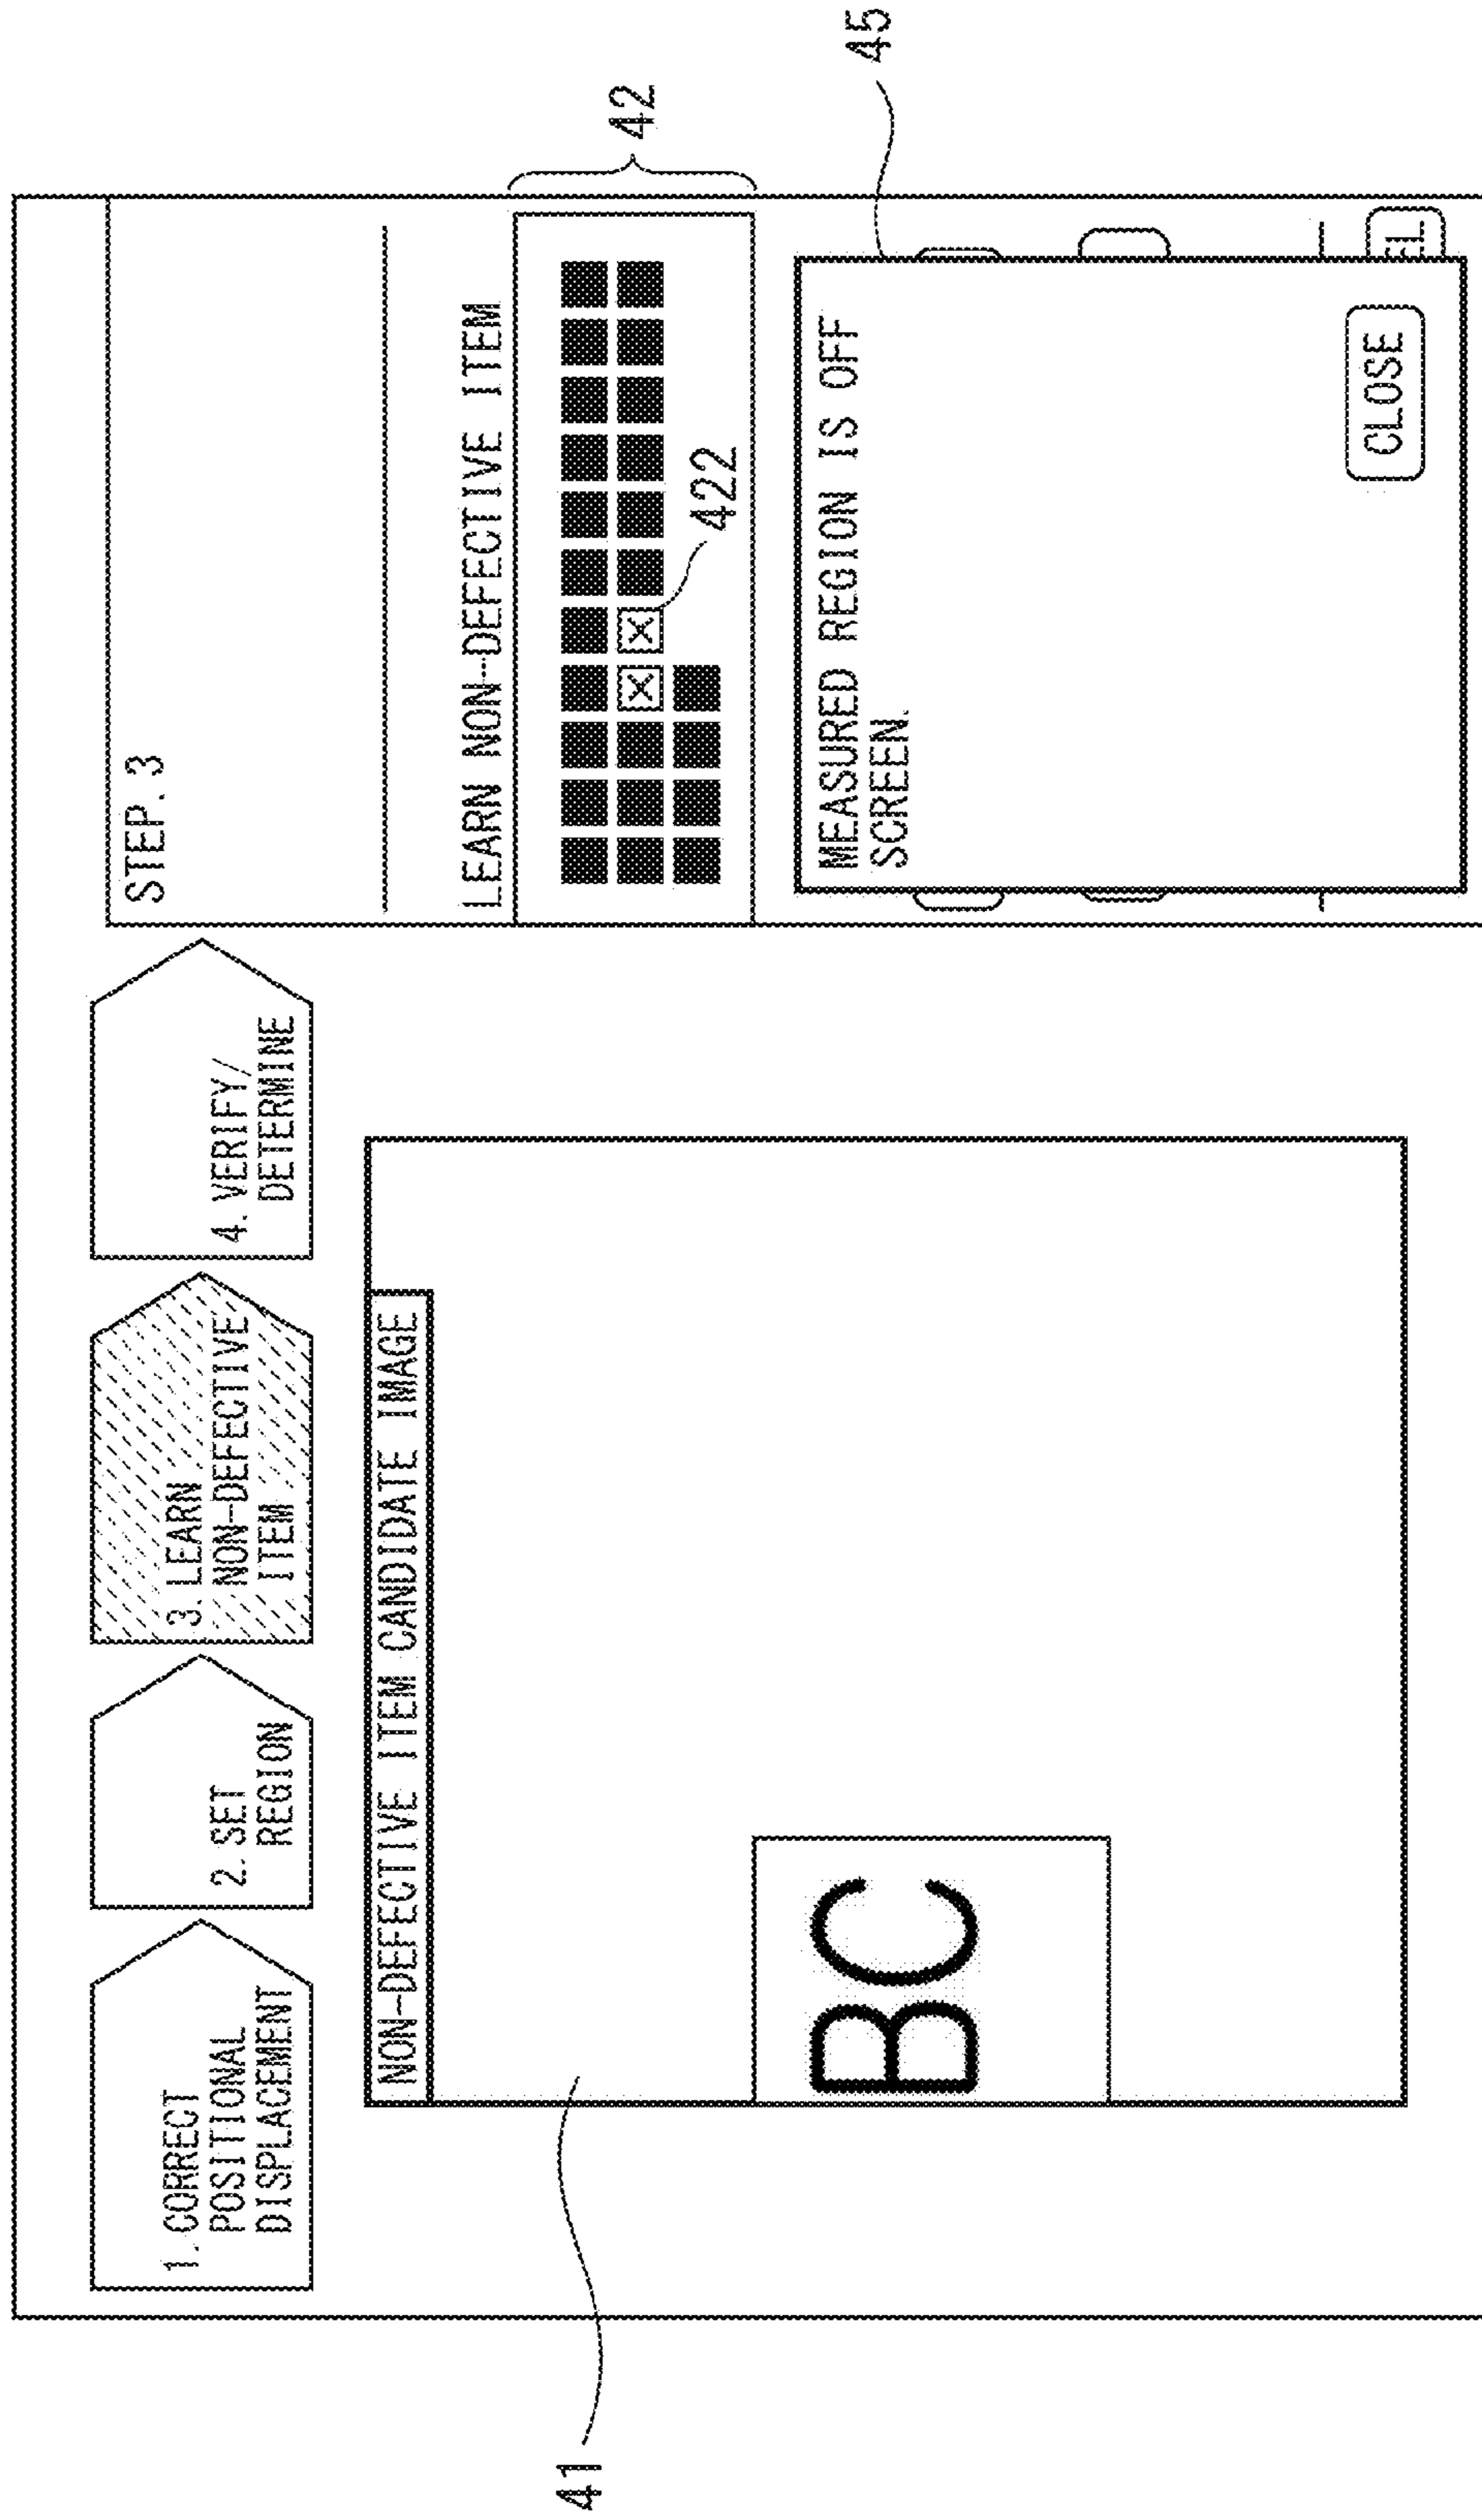 1. CORRECT
POSITIONAL
DISPLACEMENT
2. SET
REGION
3. LEARN
NON-DEFECTIVE
ITEM
4. VERIFY/
DETERMINE
41
NON-DEFECTIVE ITEM CANDIDATE IMAGE
BC
STEP. 3
LEARN NON-DEFECTIVE ITEM
42
422
45
MEASURED REGION IS OFF
SCREEN.
CLOSE